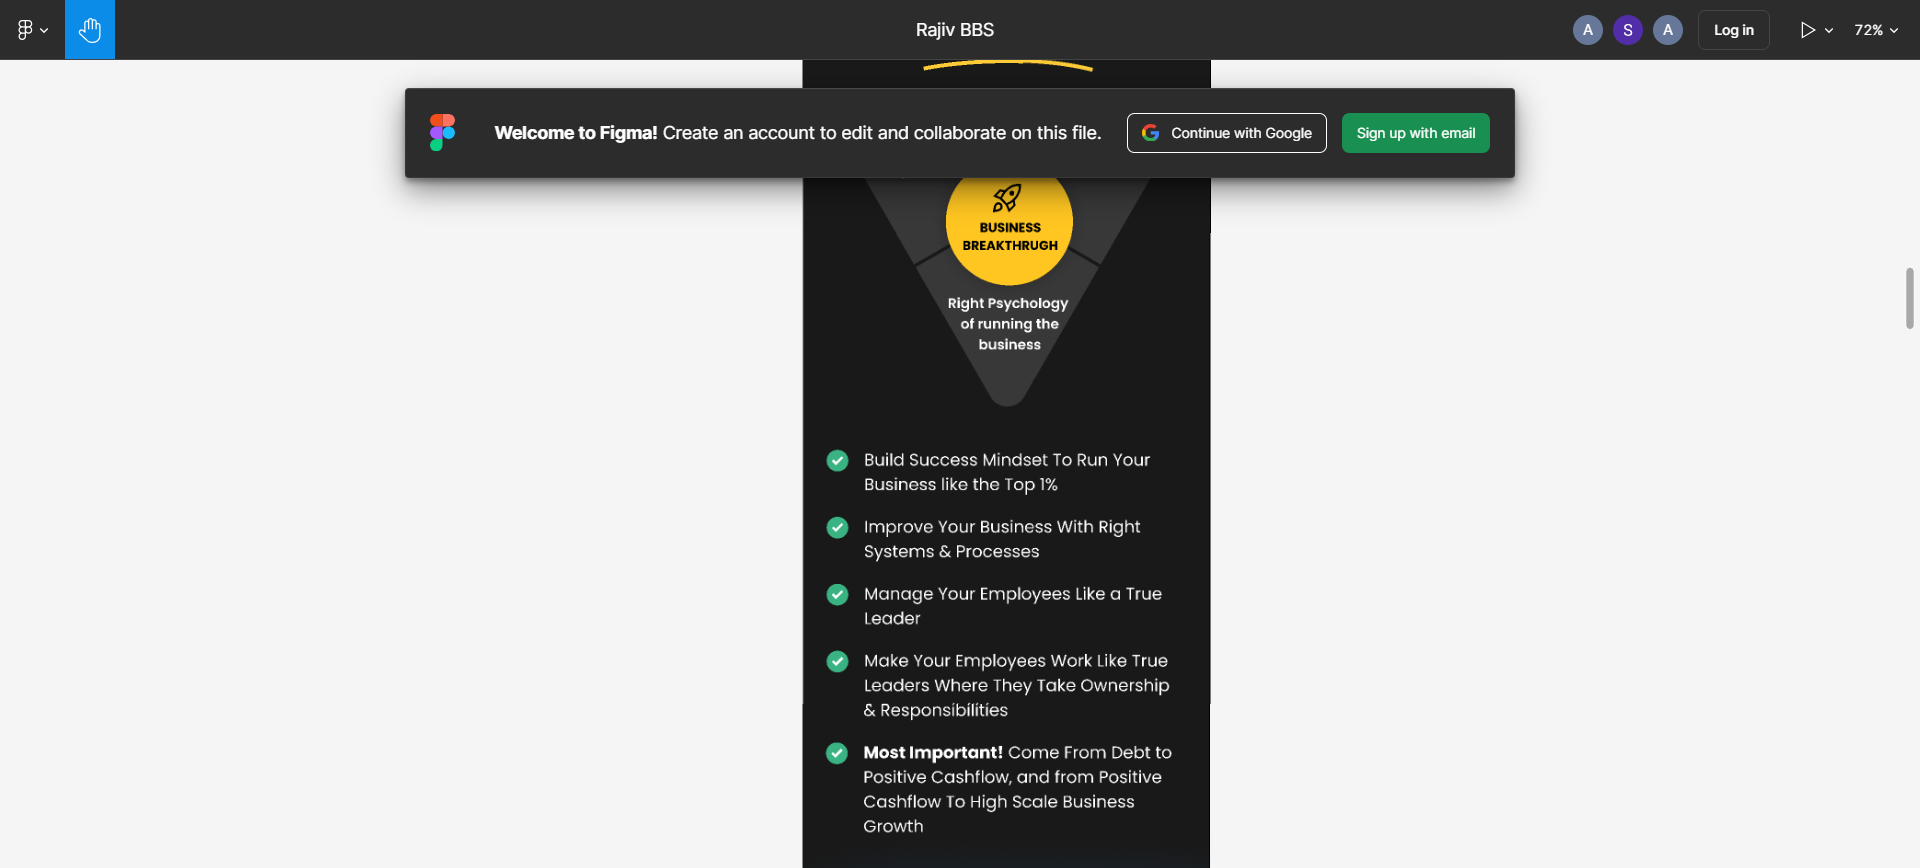 Rajiv BBS
A
S
A
Log in
72%
Welcome to Figma! Create an account to edit and collaborate on this file.
Continue with Google
Sign up with email
BUSINESS
BREAKTHRUGH
Right Psychology
of running the
business
Build Success Mindset To Run Your
Business like the Top 1%
Improve Your Business With Right
Systems & Processes
Manage Your Employees Like a True
Leader
Make Your Employees Work Like True
Leaders Where They Take Ownership
& Responsibilities
Most Important! Come From Debt to
Positive Cashflow, and from Positive
Cashflow To High Scale Business
Growth